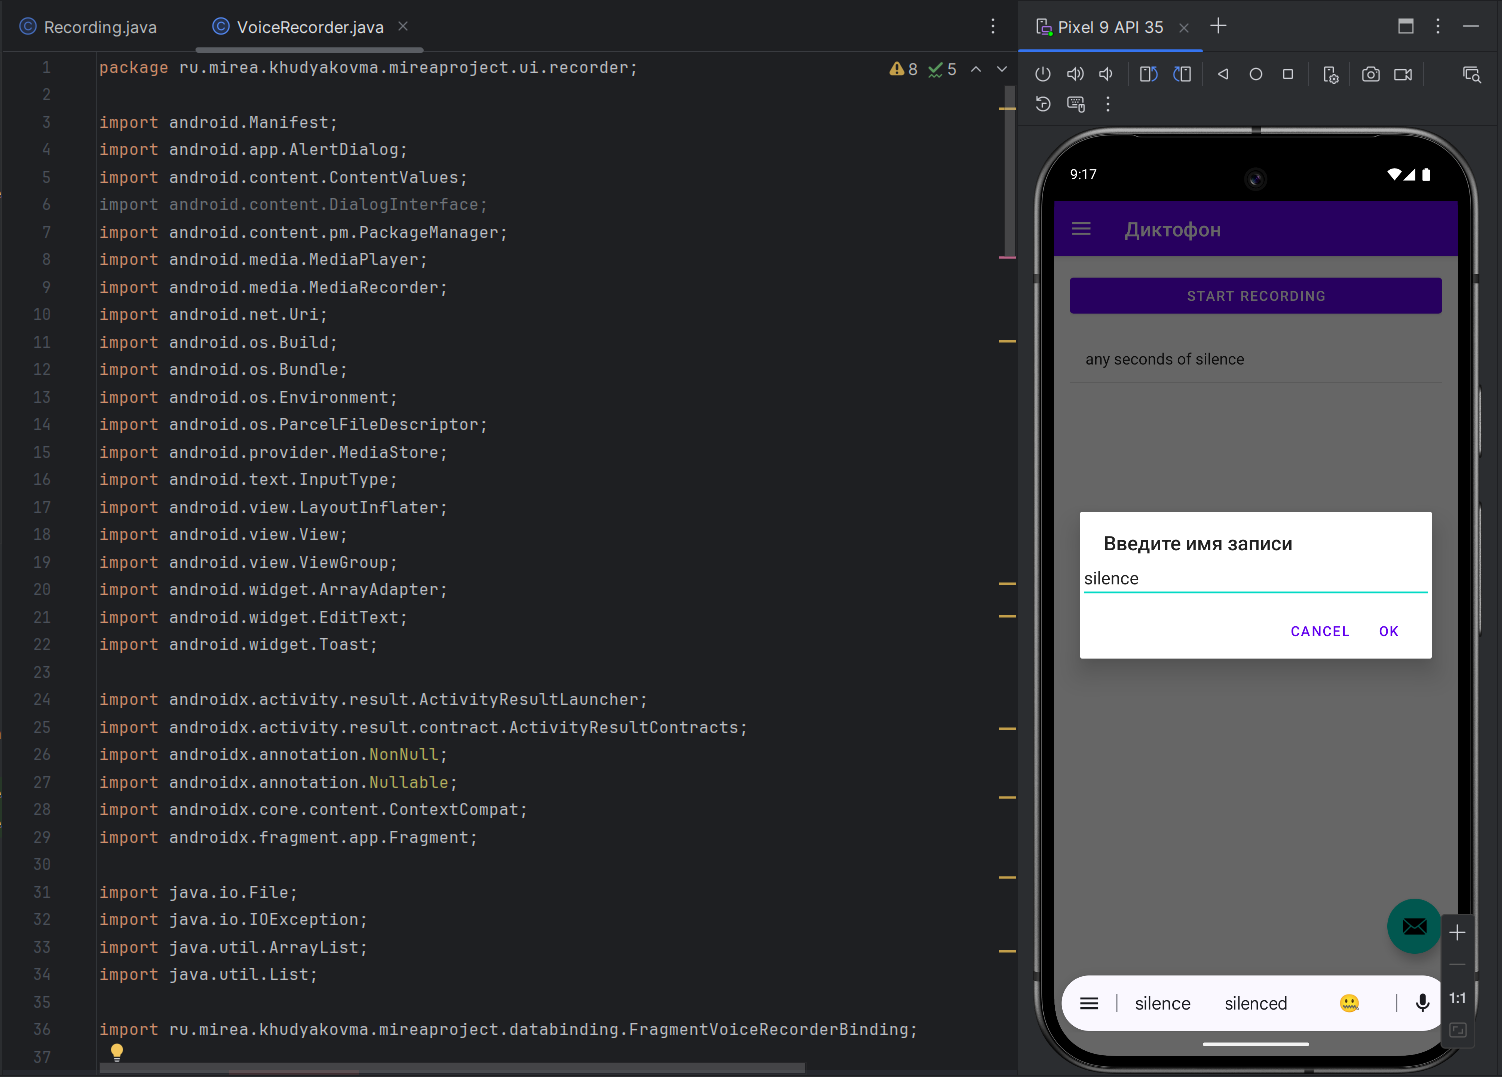 Recording.java
VoiceRecorder.java
8 5
1 package ru.mirea.khudyakovma.mireaproject.ui.recorder;
2
3 import android.Manifest;
4 import android.app.AlertDialog;
5 import android.content.ContentValues;
6 import android.content.DialogInterface;
7 import android.content.pm.PackageManager;
8 import android.media.MediaPlayer;
9 import android.media.MediaRecorder;
10 import android.net.Uri;
11 import android.os.Build;
12 import android.os.Bundle;
13 import android.os.Environment;
14 import android.os.ParcelFileDescriptor;
15 import android.provider.MediaStore;
16 import android.text.InputType;
17 import android.view.LayoutInflater;
18 import android.view.View;
19 import android.view.ViewGroup;
20 import android.widget.ArrayAdapter;
21 import android.widget.EditText;
22 import android.widget.Toast;
23
24 import androidx.activity.result.ActivityResultLauncher;
25 import androidx.activity.result.contract.ActivityResultContracts;
26 import androidx.annotation.NonNull;
27 import androidx.annotation.Nullable;
28 import androidx.core.content.ContextCompat;
29 import androidx.fragment.app.Fragment;
30
31 import java.io.File;
32 import java.io.IOException;
33 import java.util.ArrayList;
34 import java.util.List;
35
36 import ru.mirea.khudyakovma.mireaproject.databinding.FragmentVoiceRecorderBinding;
37
Pixel 9 API 35
9:17
Диктофон
START RECORDING
any seconds of silence
Введите имя записи
silence
CANCEL OK
silence silenced
1:1